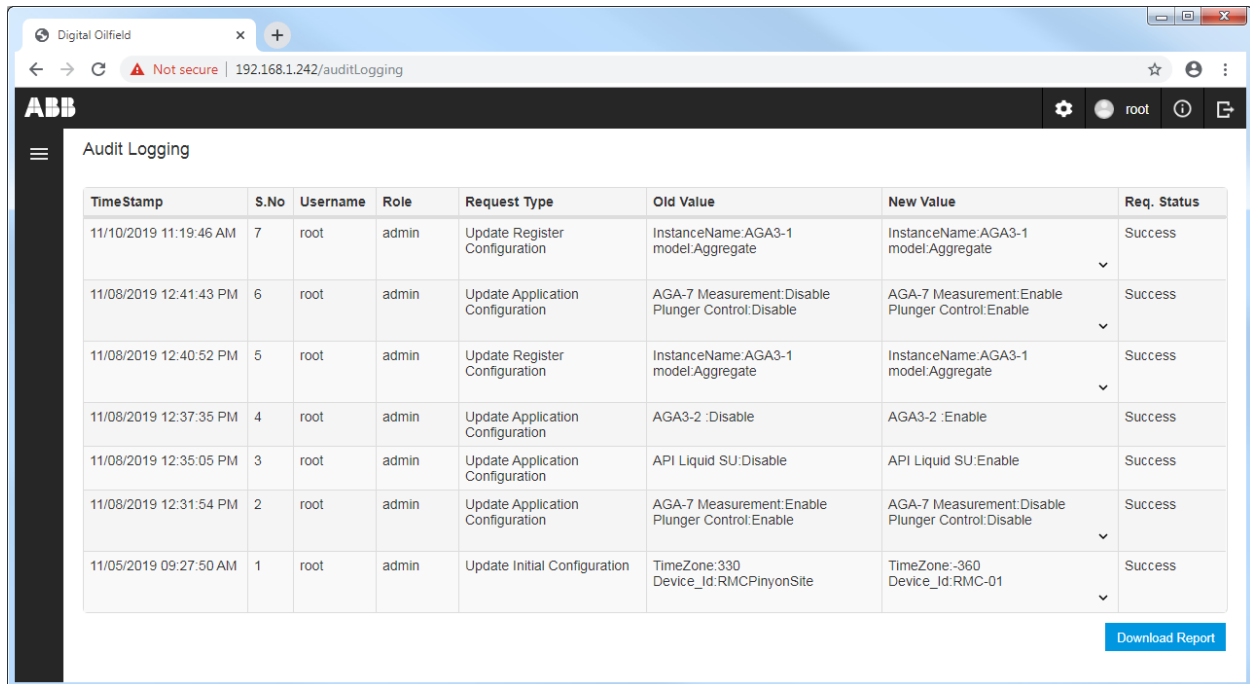 Digital Oilfield
Not secure | 192.168.1.242/auditLogging
ABB
root
Audit Logging
TimeStamp S.No Username Role Request Type Old Value New Value Req. Status
11/10/2019 11:19:46 AM 7 root admin Update Register InstanceName:AGA3-1 InstanceName:AGA3-1 Success
Configuration model:Aggregate model:Aggregate
11/08/2019 12:41:43 PM 6 root admin Update Application AGA-7 Measurement:Disable AGA-7 Measurement:Enable Success
Configuration Plunger Control:Disable Plunger Control:Enable
11/08/2019 12:40:52 PM 5 root admin Update Register InstanceName:AGA3-1 InstanceName:AGA3-1 Success
Configuration model:Aggregate model:Aggregate
11/08/2019 12:37:35 PM 4 root admin Update Application AGA3-2 :Disable AGA3-2 :Enable Success
Configuration
11/08/2019 12:35:05 PM 3 root admin Update Application API Liquid SU:Disable API Liquid SU:Enable Success
Configuration
11/08/2019 12:31:54 PM 2 root admin Update Application AGA-7 Measurement:Enable AGA-7 Measurement:Disable Success
Configuration Plunger Control:Enable Plunger Control:Disable
11/05/2019 09:27:50 AM 1 root admin Update Initial Configuration TimeZone:330 TimeZone:-360 Success
Device_Id:RMCPinyonSite Device_Id:RMC-01
Download Report